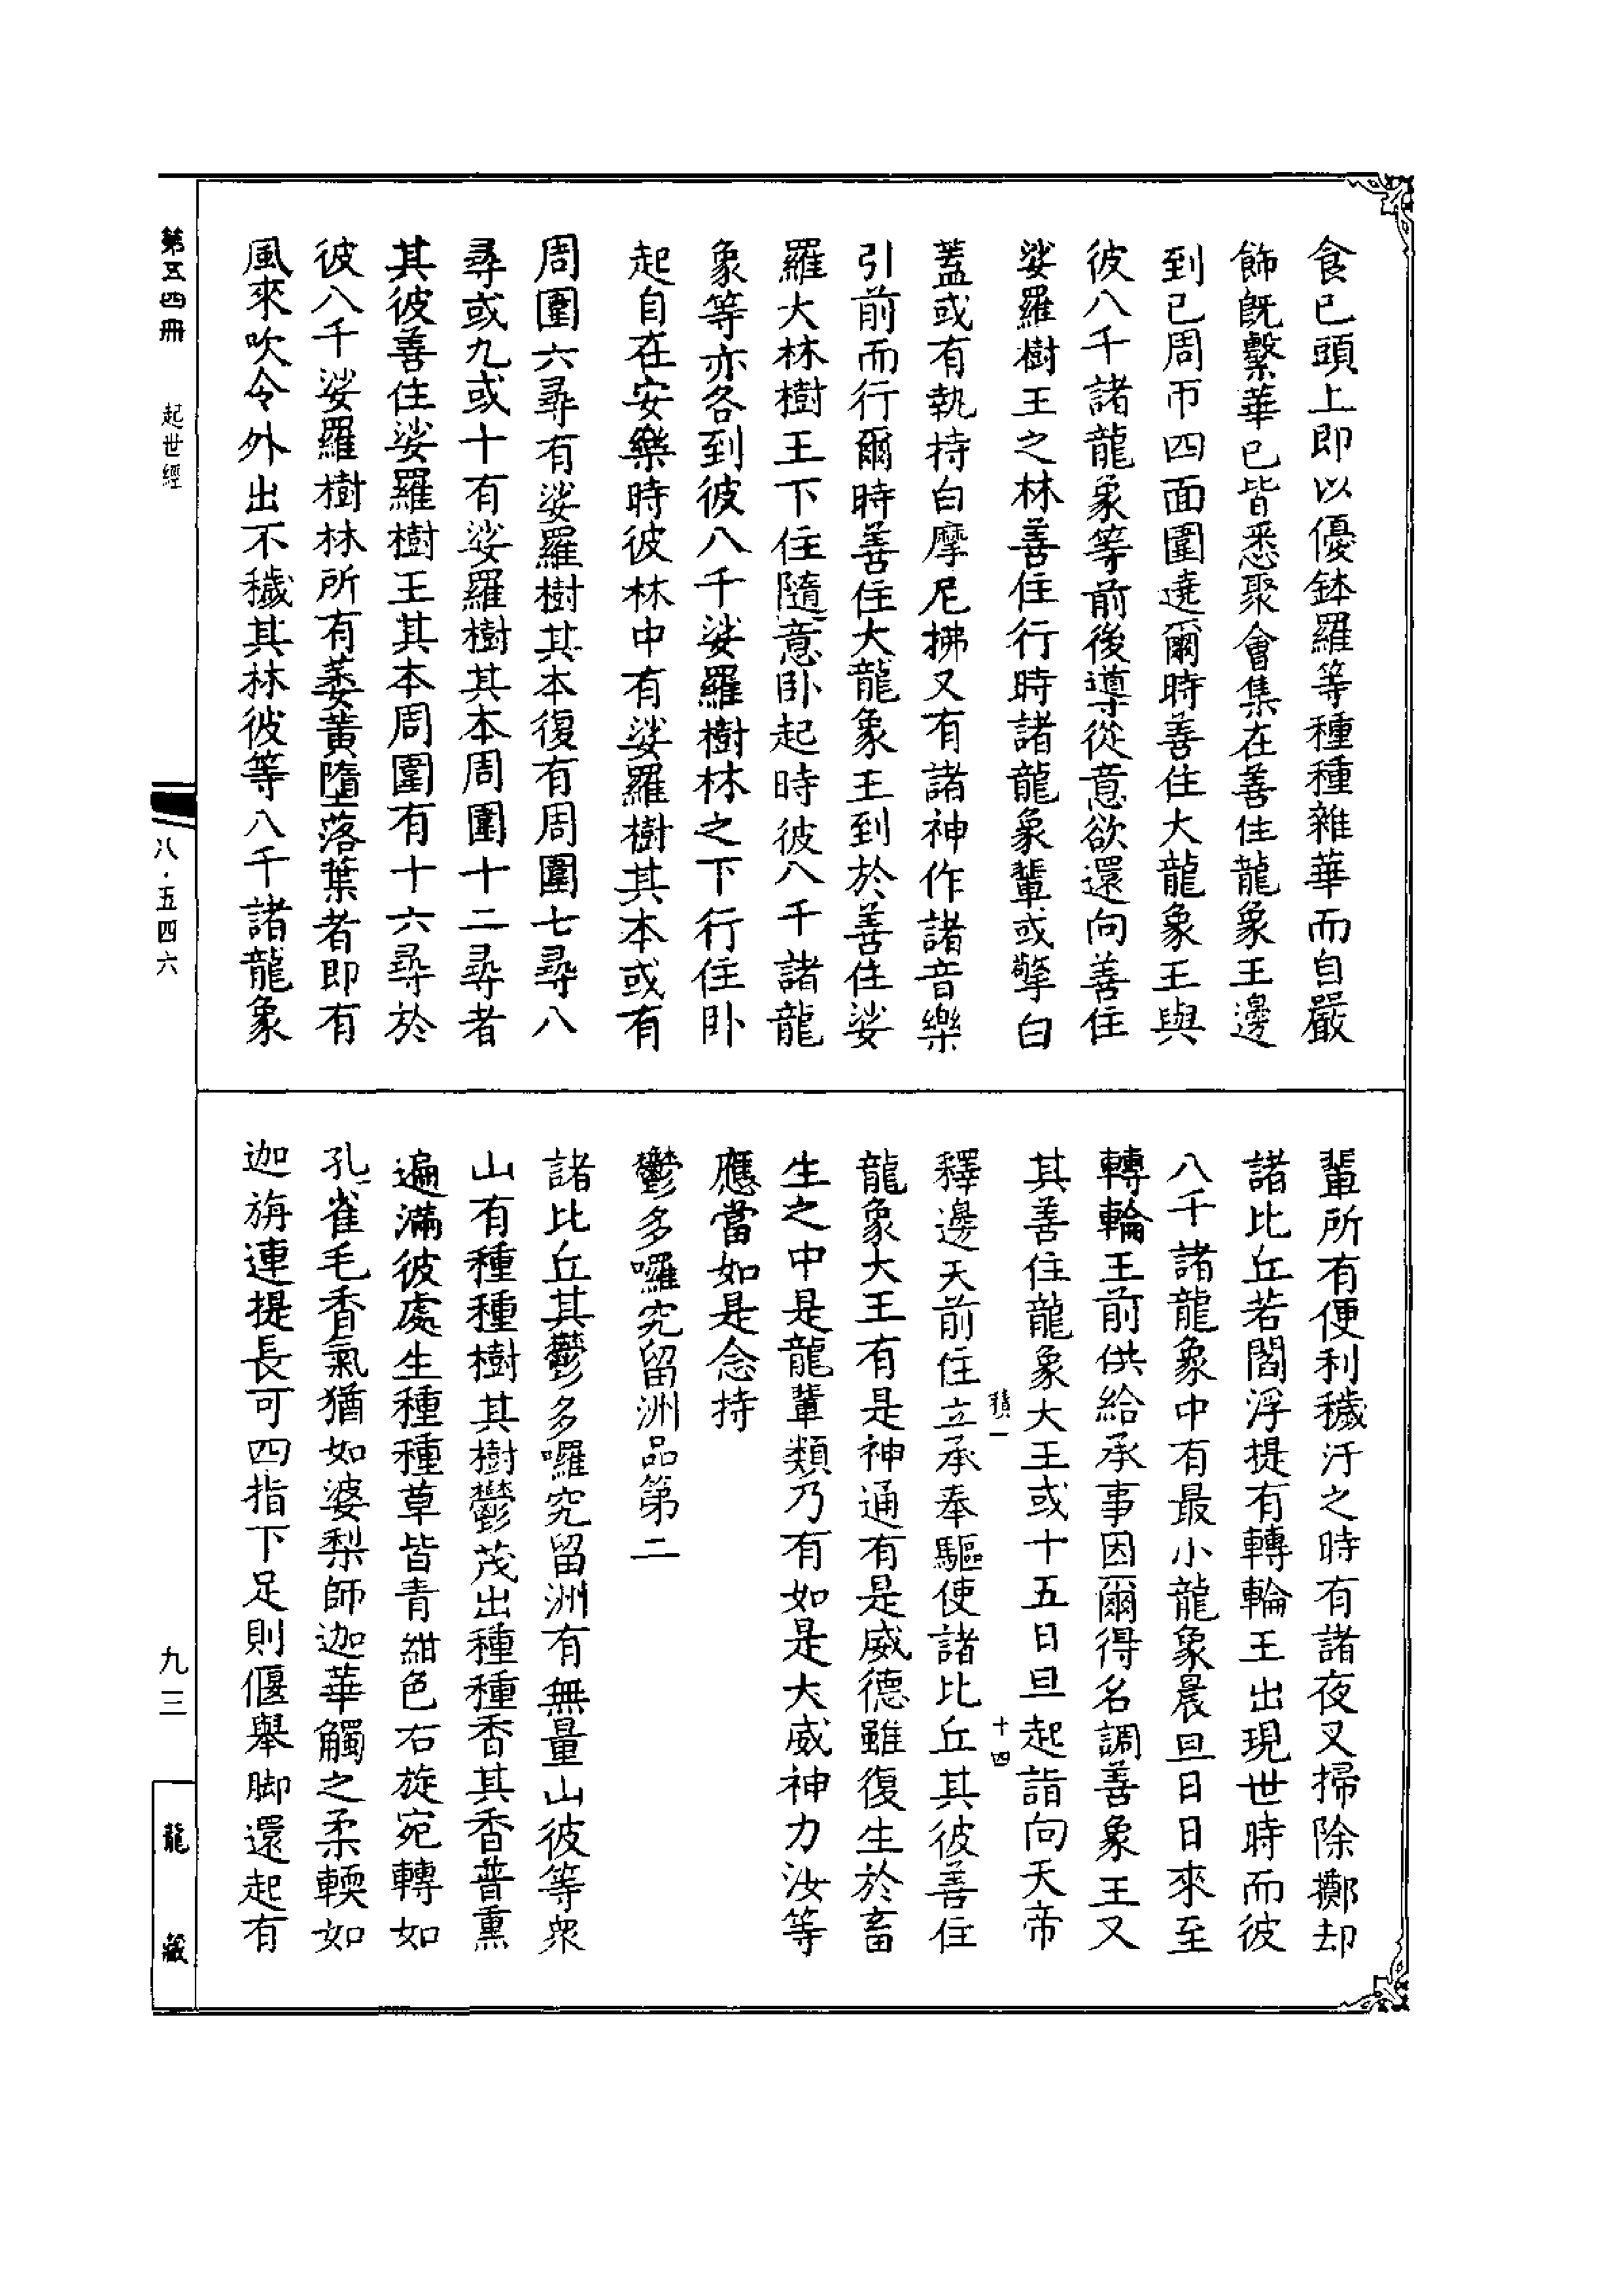 食已頭上即以優鉢羅等種種雜華而自嚴
飾旣繫華已皆悉聚會集在善住龍象王邊
到已周帀四面圍遶爾時善住大龍象王與
彼八千諸龍象等前後導從意欲還向善住
娑羅樹王之林善住行時諸龍象輩或擎白
蓋或有執持白摩尼拂又有諸神作諸音樂
引前而行爾時善住大龍象王到於善住娑
羅大林樹王下住隨意卧起時彼八千諸龍
象等亦各到彼八千娑羅樹林之下行住卧
起自在安樂時彼林中有娑羅樹其本或有
周圍六尋有娑羅樹其本復有周圍七尋八
尋或九或十有娑羅樹其本周圍十二尋者
其彼善住娑羅樹王其本周圍有十六尋於
彼八千娑羅樹林所有萎黃墮落葉者即有
風來吹令外出不穢其林彼等八千諸龍象
輩所有便利穢汙之時有諸夜叉掃除擲却
諸比丘若閻浮提有轉輪王出現世時而彼
八千諸龍象中有最小龍象晨旦日日來至
轉輪王前供給承事因爾得名調善象王又
其善住龍象大王或十五日旦起詣向天帝
積一 十四
釋邊天前住立承奉驅使諸比丘其彼善住
龍象大王有是神通有是威德雖復生於畜
生之中是龍輩類乃有如是大威神力汝等
應當如是念持
鬱多囉究留洲品第二
諸比丘其鬱多囉究留洲有無量山彼等衆
山有種種樹其樹鬱茂出種種香其香普熏
遍滿彼處生種種草皆青紺色右旋宛轉如
孔雀毛香氣猶如婆梨師迦華觸之柔輭如
迦旃連提長可四指下足則偃舉脚還起有
第五四冊 起世經
八·五四六
九三
龍藏